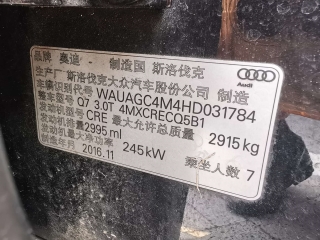 品牌 奥迪 制造国 斯洛伐克
生产厂 斯洛伐克大众汽车股份公司 制造
车辆识别代号 WAUAGC4M4HD031784
整车型号 Q7 3.0T 4MXCRECQ5B1
发动机型号 CRE 最大允许总质量 2915kg
发动机排量 2995ml
发动机最大净功率 245kW
制造年月 2016.11 乘坐人数 7
Audi